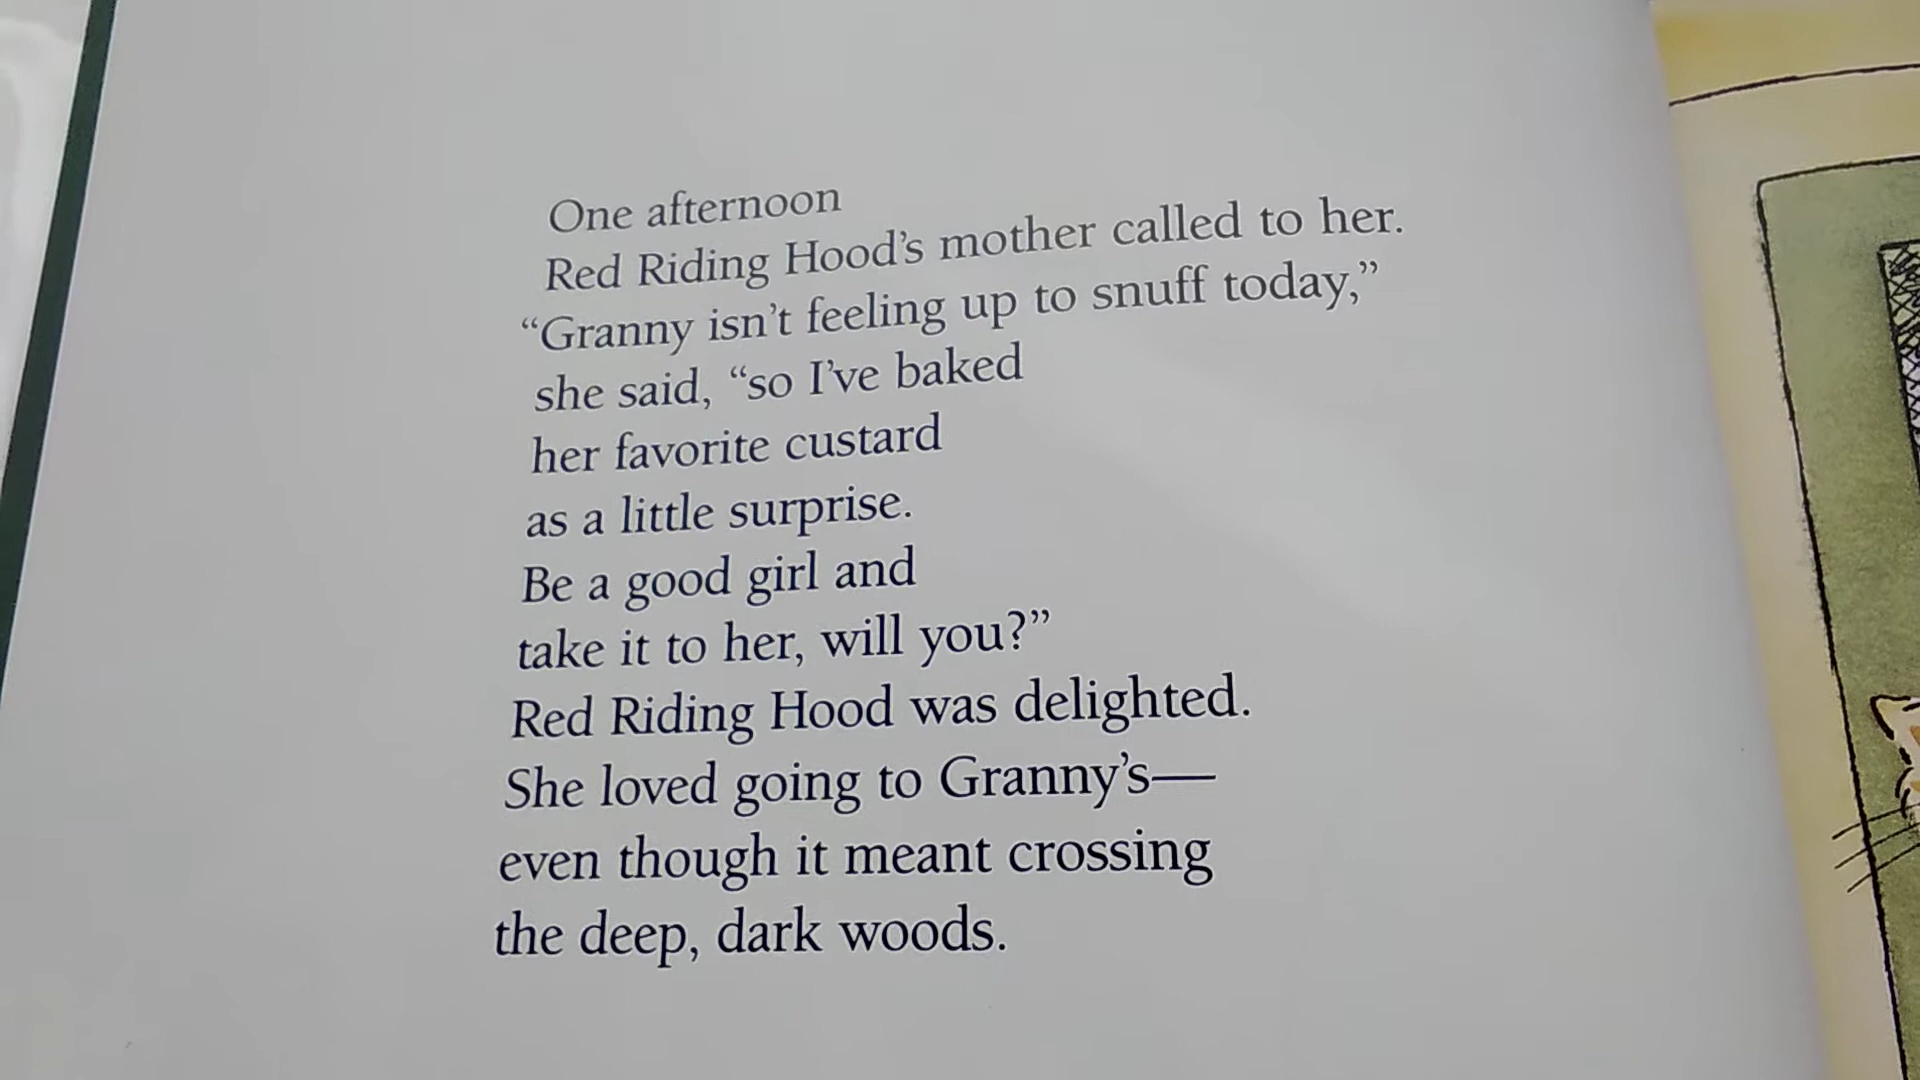 One afternoon
Red Riding Hood’s mother called to her.
“Granny isn’t feeling up to snuff today,”
she said, “so I’ve baked
her favorite custard
as a little surprise.
Be a good girl and
take it to her, will you?”
Red Riding Hood was delighted.
She loved going to Granny’s—
even though it meant crossing
the deep, dark woods.